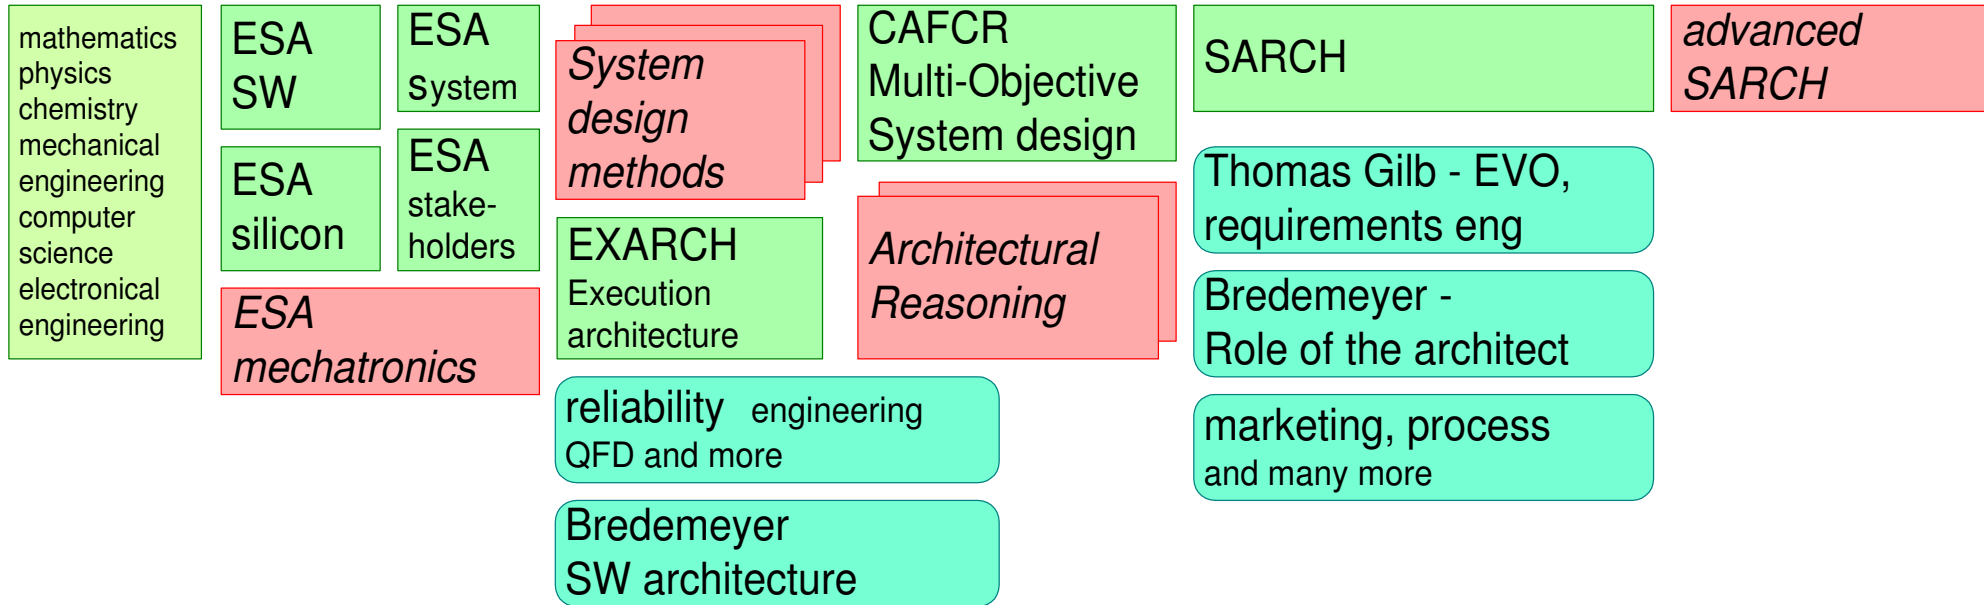 mathematics
physics
chemistry
mechanical
engineering
computer
science
electronical
engineering
ESA
SW
ESA
silicon
ESA
system
ESA
stake-
holders
ESA
mechatronics
System
design
methods
EXARCH
Execution
architecture
reliability engineering
QFD and more
Bredemeyer
SW architecture
CAFCR
Multi-Objective
System design
Architectural
Reasoning
SARCH
Thomas Gilb - EVO,
requirements eng
Bredemeyer -
Role of the architect
marketing, process
and many more
advanced
SARCH